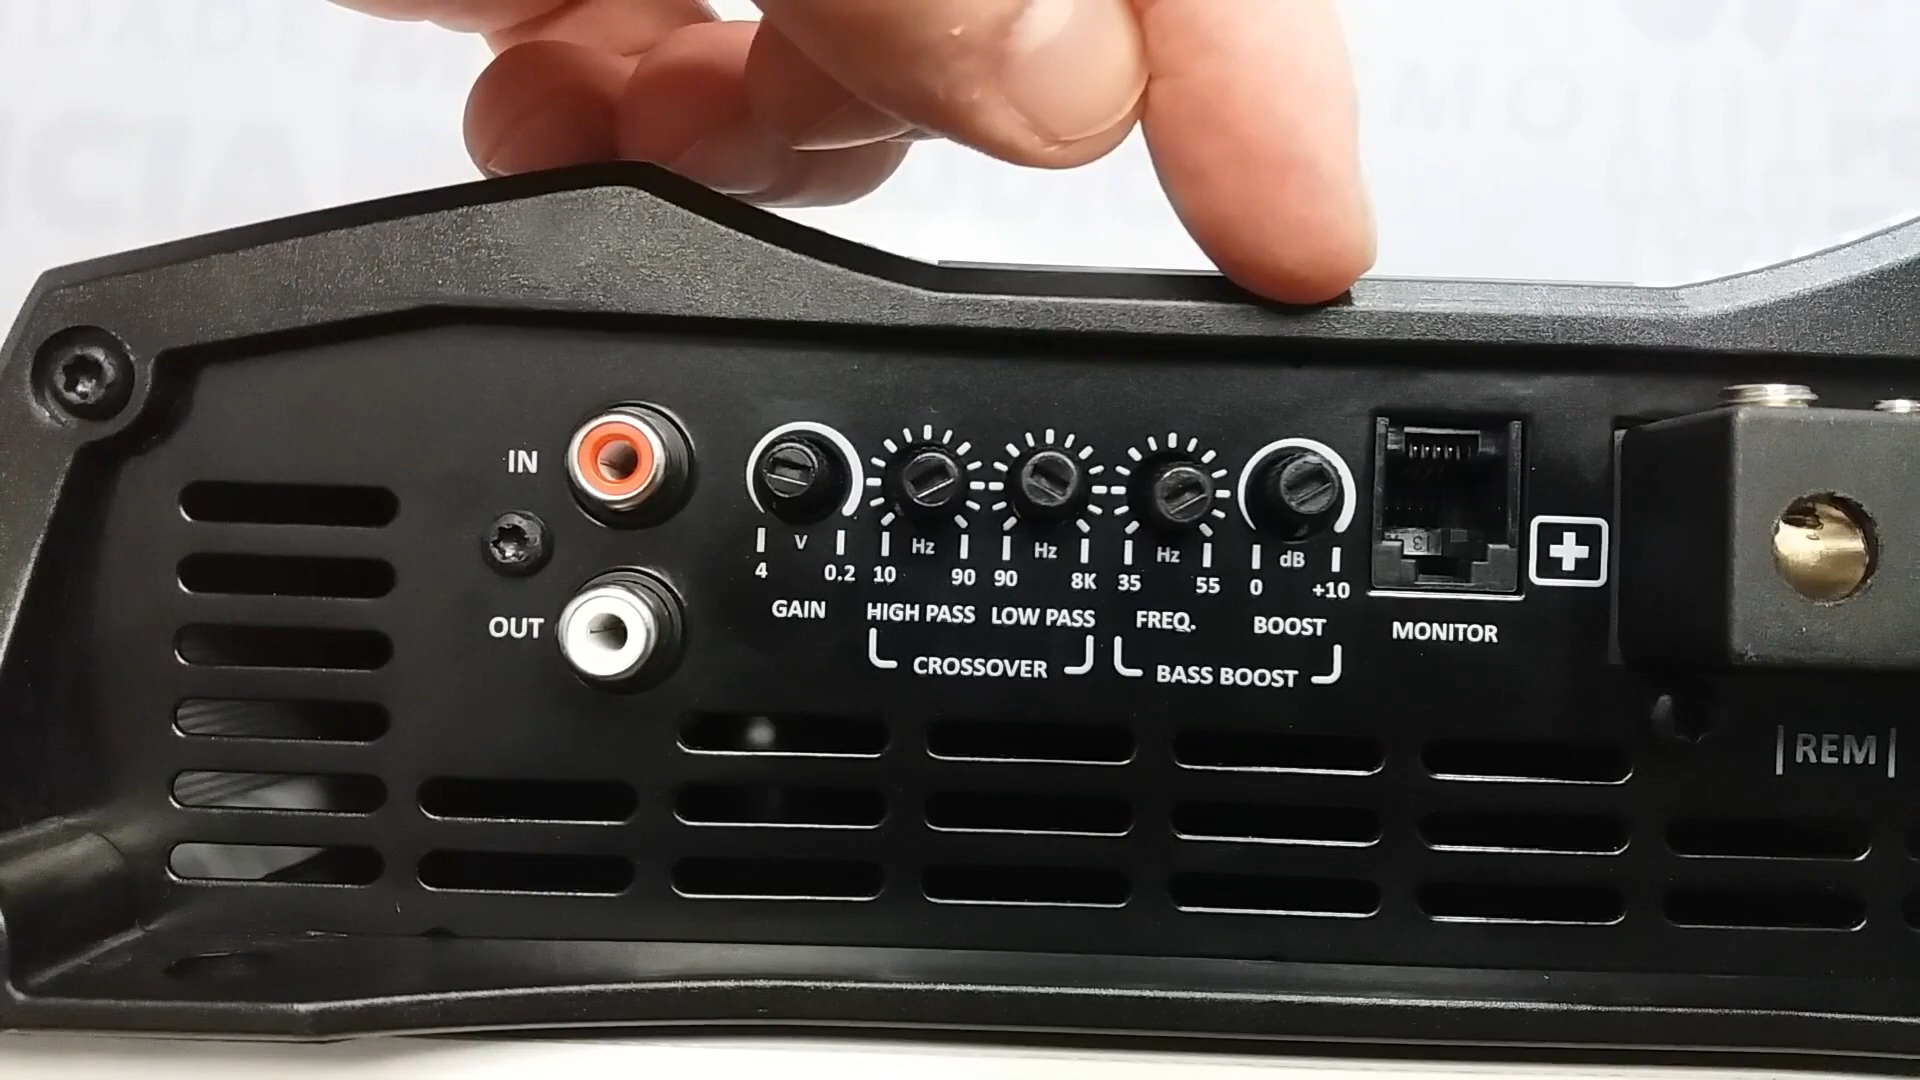 IN
OUT
V
4 0.2
GAIN
Hz
10 90
HIGH PASS
Hz
90 8K
LOW PASS
CROSSOVER
Hz
35 55
FREQ.
dB
0 +10
BOOST
BASS BOOST
MONITOR
+
|REM|